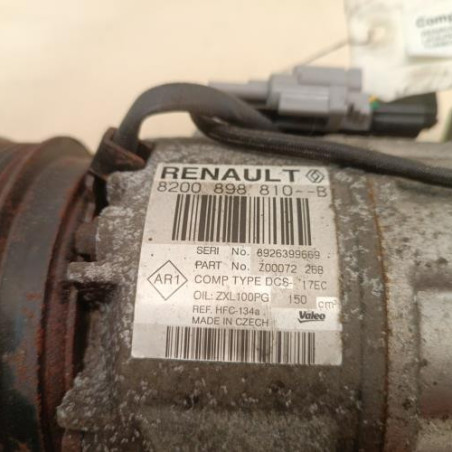 Comp
RENAULT
8200 898 810--B
SERI No. 8926399669
PART No. Z00072 26B
AR1
COMP TYPE DCS- 17EC
OIL: ZXL100PG 150 cm³
REF. HFC-134a
MADE IN CZECH
Valeo